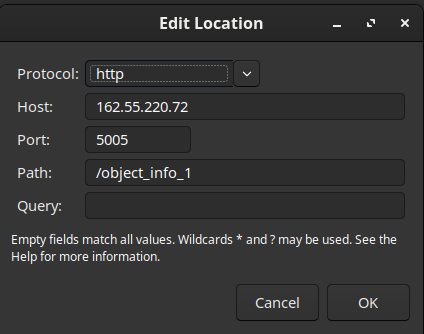 Edit Location
Protocol: http
Host: 162.55.220.72
Port: 5005
Path: /object_info_1
Query:
Empty fields match all values. Wildcards * and ? may be used. See the
Help for more information.
Cancel OK